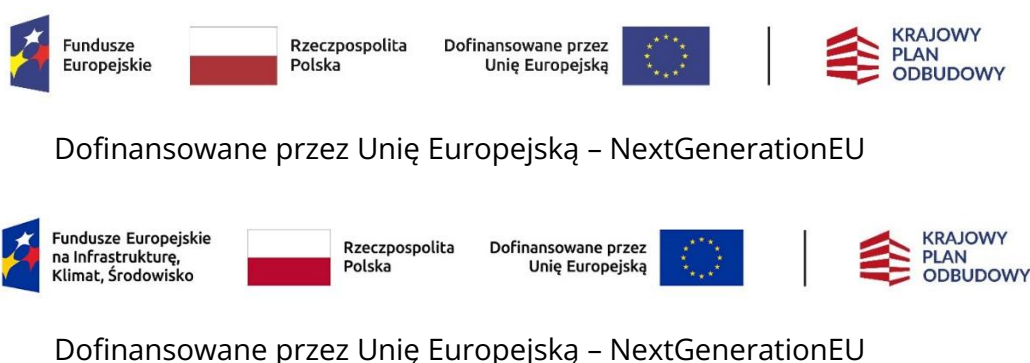 Fundusze
Europejskie
Rzeczpospolita
Polska
Dofinansowane przez
Unię Europejską
KRAJOWY
PLAN
ODBUDOWY
Dofinansowane przez Unię Europejską – NextGenerationEU
Fundusze Europejskie
na Infrastrukturę,
Klimat, Środowisko
Rzeczpospolita
Polska
Dofinansowane przez
Unię Europejską
KRAJOWY
PLAN
ODBUDOWY
Dofinansowane przez Unię Europejską – NextGenerationEU